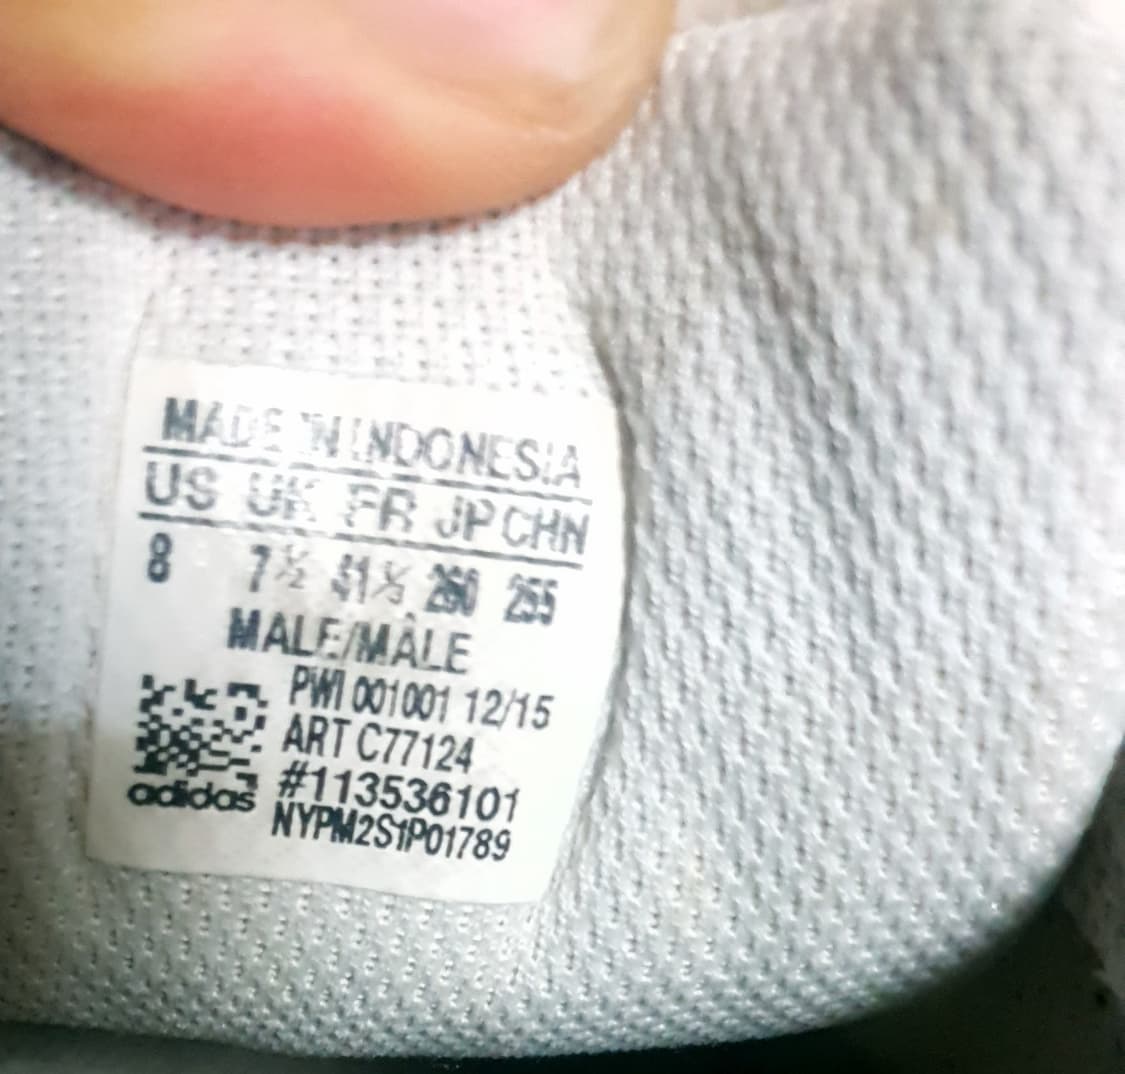 MADE IN INDONESIA
US UK FR JP CHN
8 7½ 41⅓ 260 255
MALE/MÂLE
PWI 001001 12/15
ART C77124
#113536101
adidas
NYPM2S1P01789